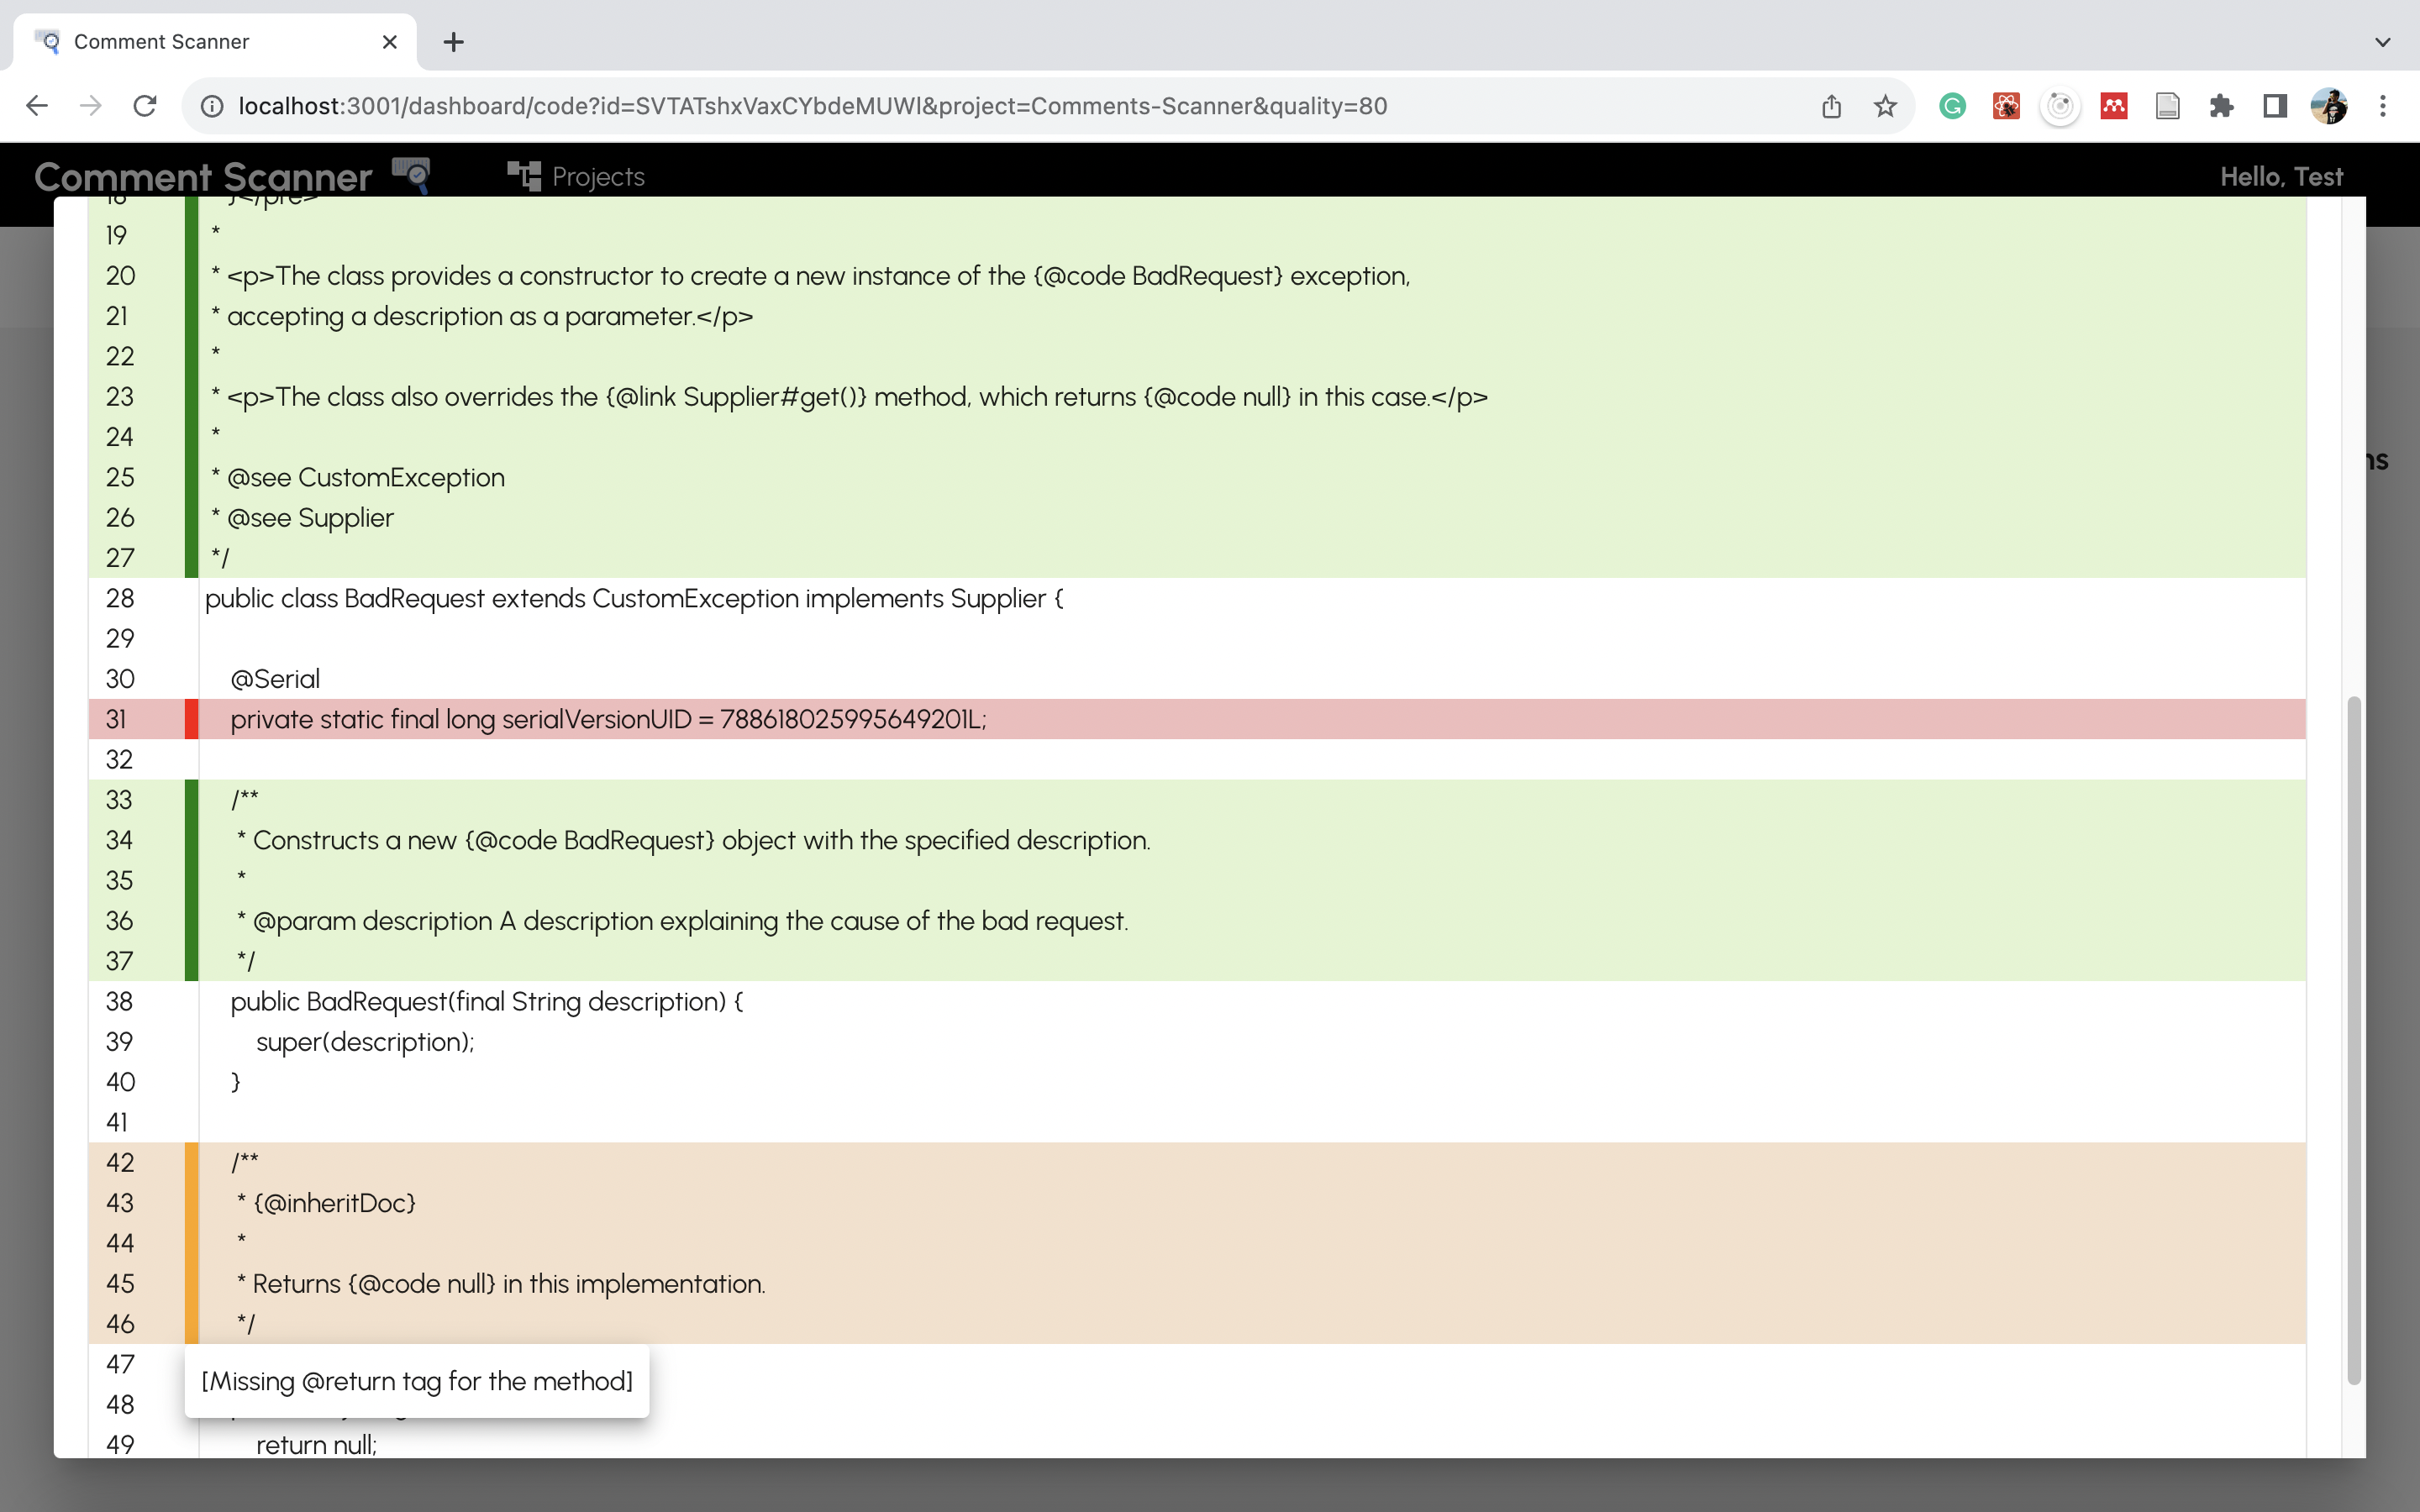 Comment Scanner
localhost:3001/dashboard/code?id=SVTATshxVaxCYbdeMUWl&project=Comments-Scanner&quality=80
Comment Scanner Projects Hello, Test
18 }</pre>
19 *
20 * <p>The class provides a constructor to create a new instance of the {@code BadRequest} exception,
21 * accepting a description as a parameter.</p>
22 *
23 * <p>The class also overrides the {@link Supplier#get()} method, which returns {@code null} in this case.</p>
24 *
25 * @see CustomException
26 * @see Supplier
27 */
28 public class BadRequest extends CustomException implements Supplier {
29
30 @Serial
31 private static final long serialVersionUID = 788618025995649201L;
32
33 /**
34 * Constructs a new {@code BadRequest} object with the specified description.
35 *
36 * @param description A description explaining the cause of the bad request.
37 */
38 public BadRequest(final String description) {
39 super(description);
40 }
41
42 /**
43 * {@inheritDoc}
44 *
45 * Returns {@code null} in this implementation.
46 */
47
[Missing @return tag for the method]
48
49 return null;